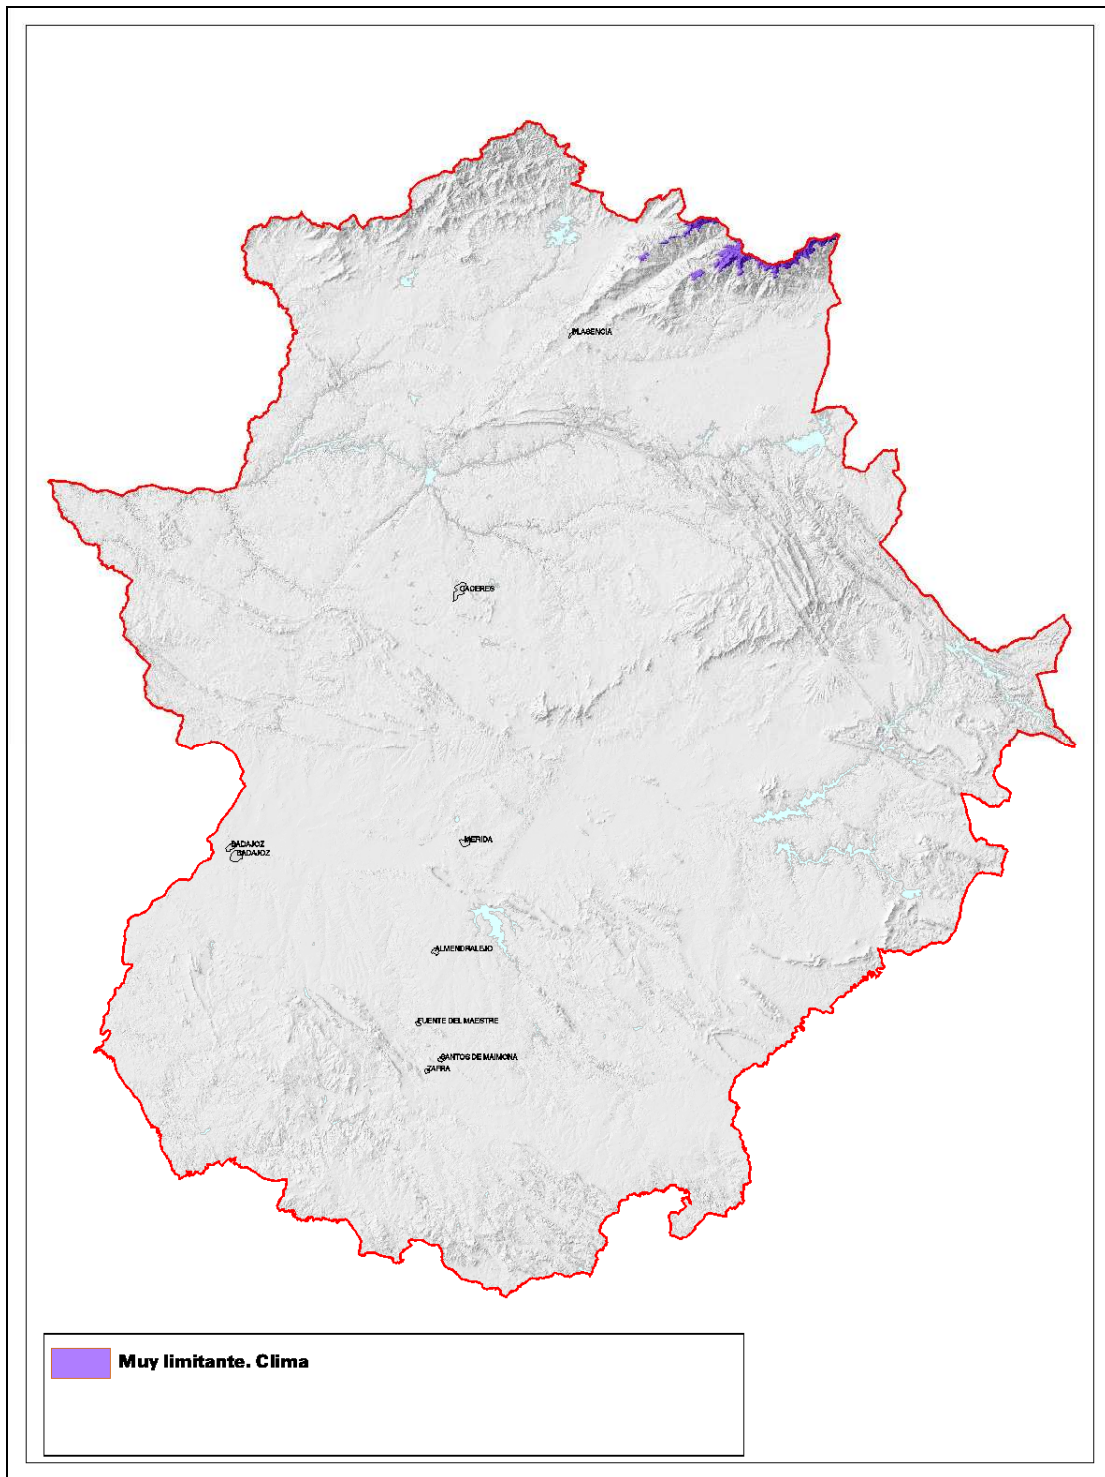 PLASENCIA
CACERES
MERIDA
BADAJOZ
BADAJOZ
ALMENDRALEJO
FUENTE DEL MAESTRE
SANTOS DE MAIMONA
ZAFRA
Muy limitante. Clima